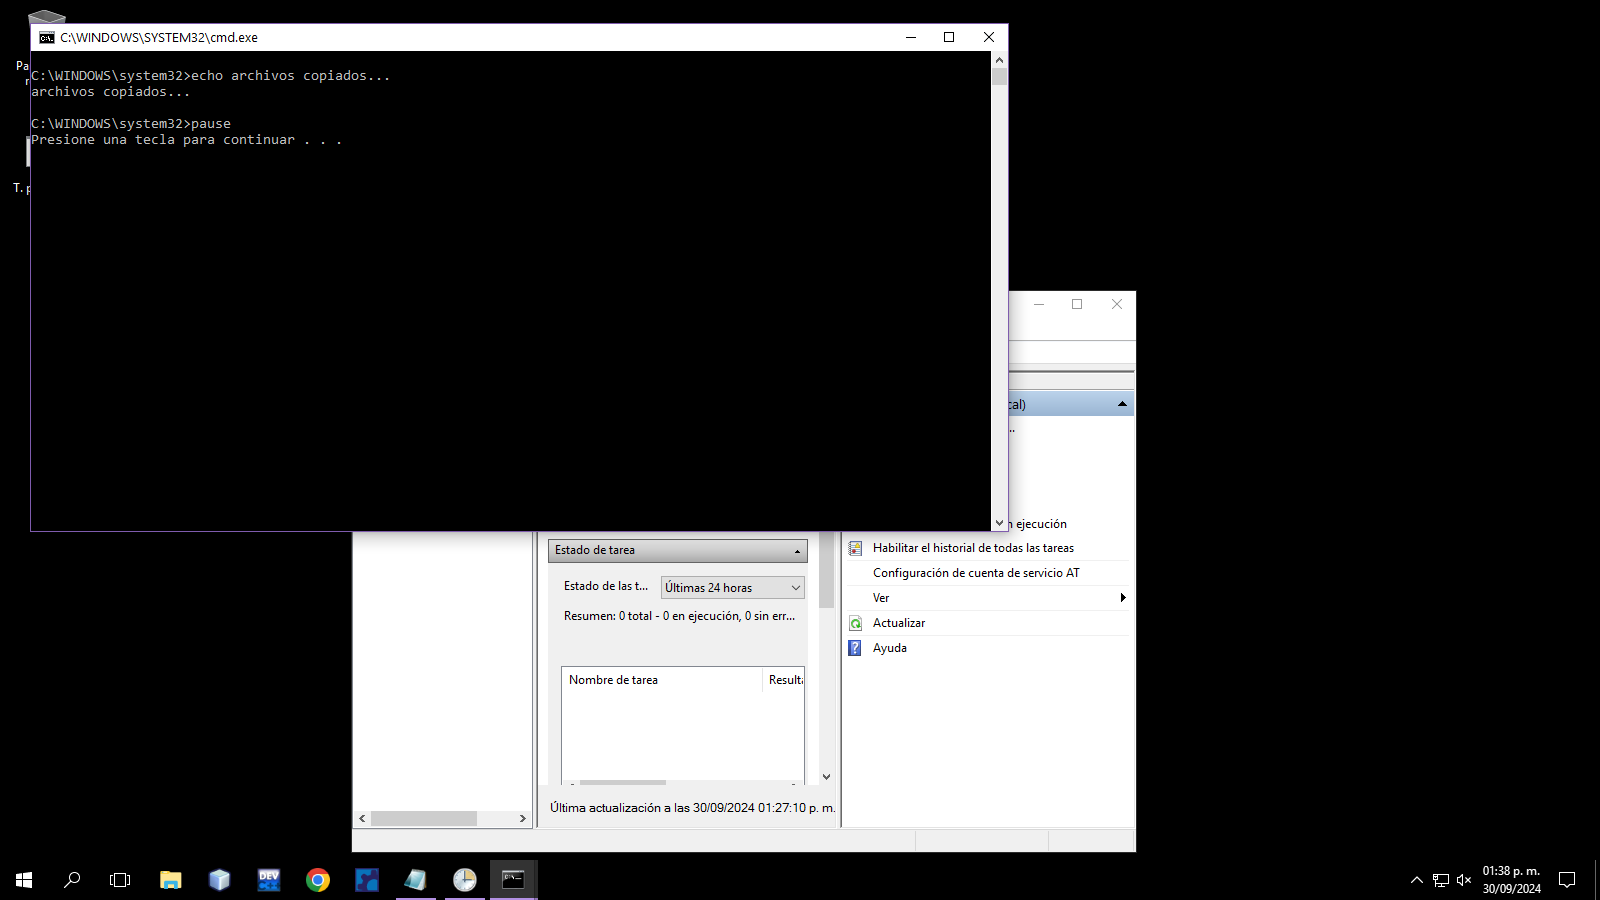 C:\WINDOWS\SYSTEM32\cmd.exe
C:\WINDOWS\system32>echo archivos copiados...
archivos copiados...
C:\WINDOWS\system32>pause
Presione una tecla para continuar . . .
Pa
T. p
cal)
...
n ejecución
Habilitar el historial de todas las tareas
Configuración de cuenta de servicio AT
Ver
Actualizar
Ayuda
Estado de tarea
Estado de las t... Últimas 24 horas
Resumen: 0 total - 0 en ejecución, 0 sin err...
Nombre de tarea Resulta
Última actualización a las 30/09/2024 01:27:10 p. m.
DEV
01:38 p. m.
30/09/2024